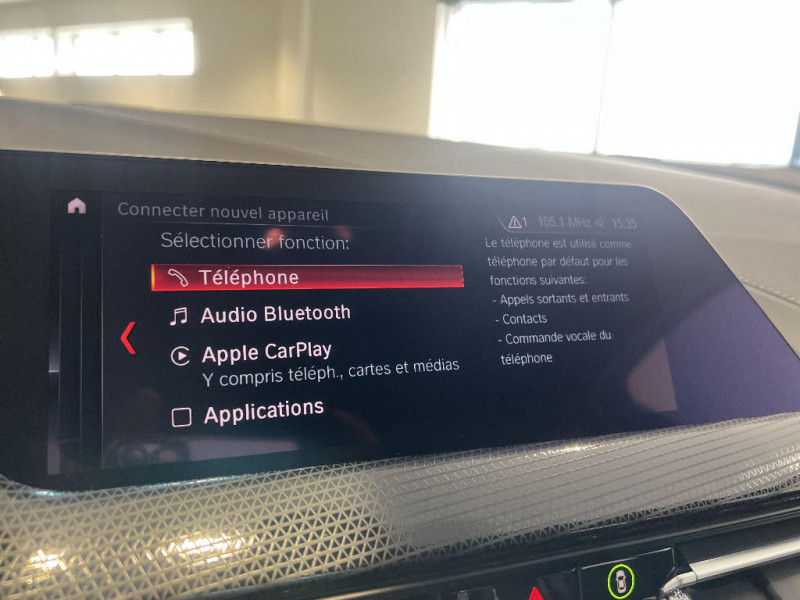 Connecter nouvel appareil
1 105.1 MHz 15:35
Sélectionner fonction:
Téléphone
Audio Bluetooth
Apple CarPlay
Y compris téléph., cartes et médias
Applications
Le téléphone est utilisé comme
téléphone par défaut pour les
fonctions suivantes:
- Appels sortants et entrants
- Contacts
- Commande vocale du
téléphone